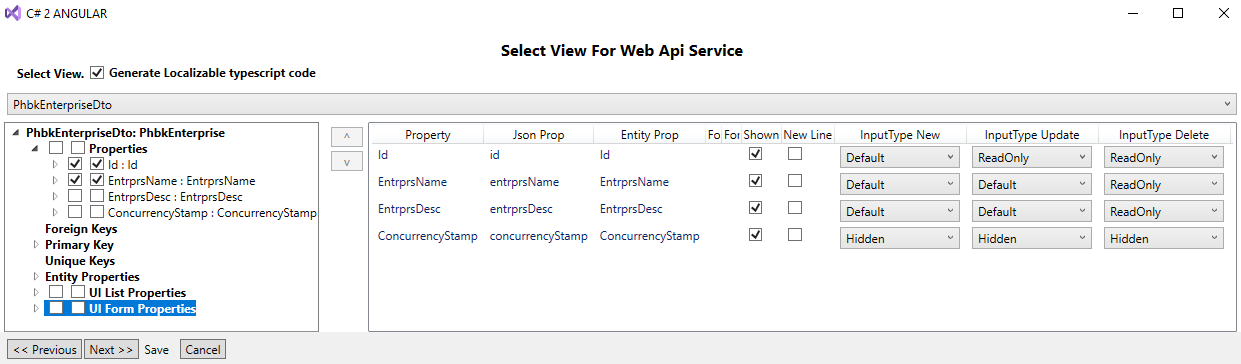 C# 2 ANGULAR
Select View For Web Api Service
Select View. Generate Localizable typescript code
PhbkEnterpriseDto
PhbkEnterpriseDto: PhbkEnterprise
Properties
Id : Id
EntrprsName : EntrprsName
EntrprsDesc : EntrprsDesc
ConcurrencyStamp : ConcurrencyStamp
Foreign Keys
Primary Key
Unique Keys
Entity Properties
UI List Properties
UI Form Properties
Property Json Prop Entity Prop Fo For Shown New Line InputType New InputType Update InputType Delete
Id id Id Default ReadOnly ReadOnly
EntrprsName entrprsName EntrprsName Default Default ReadOnly
EntrprsDesc entrprsDesc EntrprsDesc Default Default ReadOnly
ConcurrencyStamp concurrencyStamp ConcurrencyStamp Hidden Hidden Hidden
<< Previous Next >> Save Cancel